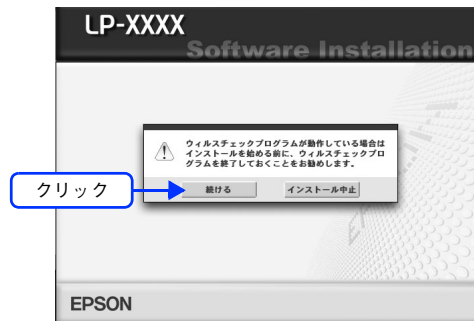 LP-XXXX
Software Installation
ウィルスチェックプログラムが動作している場合は
インストールを始める前に、ウィルスチェックプロ
グラムを終了しておくことをお勧めします。
クリック
続ける
インストール中止
EPSON